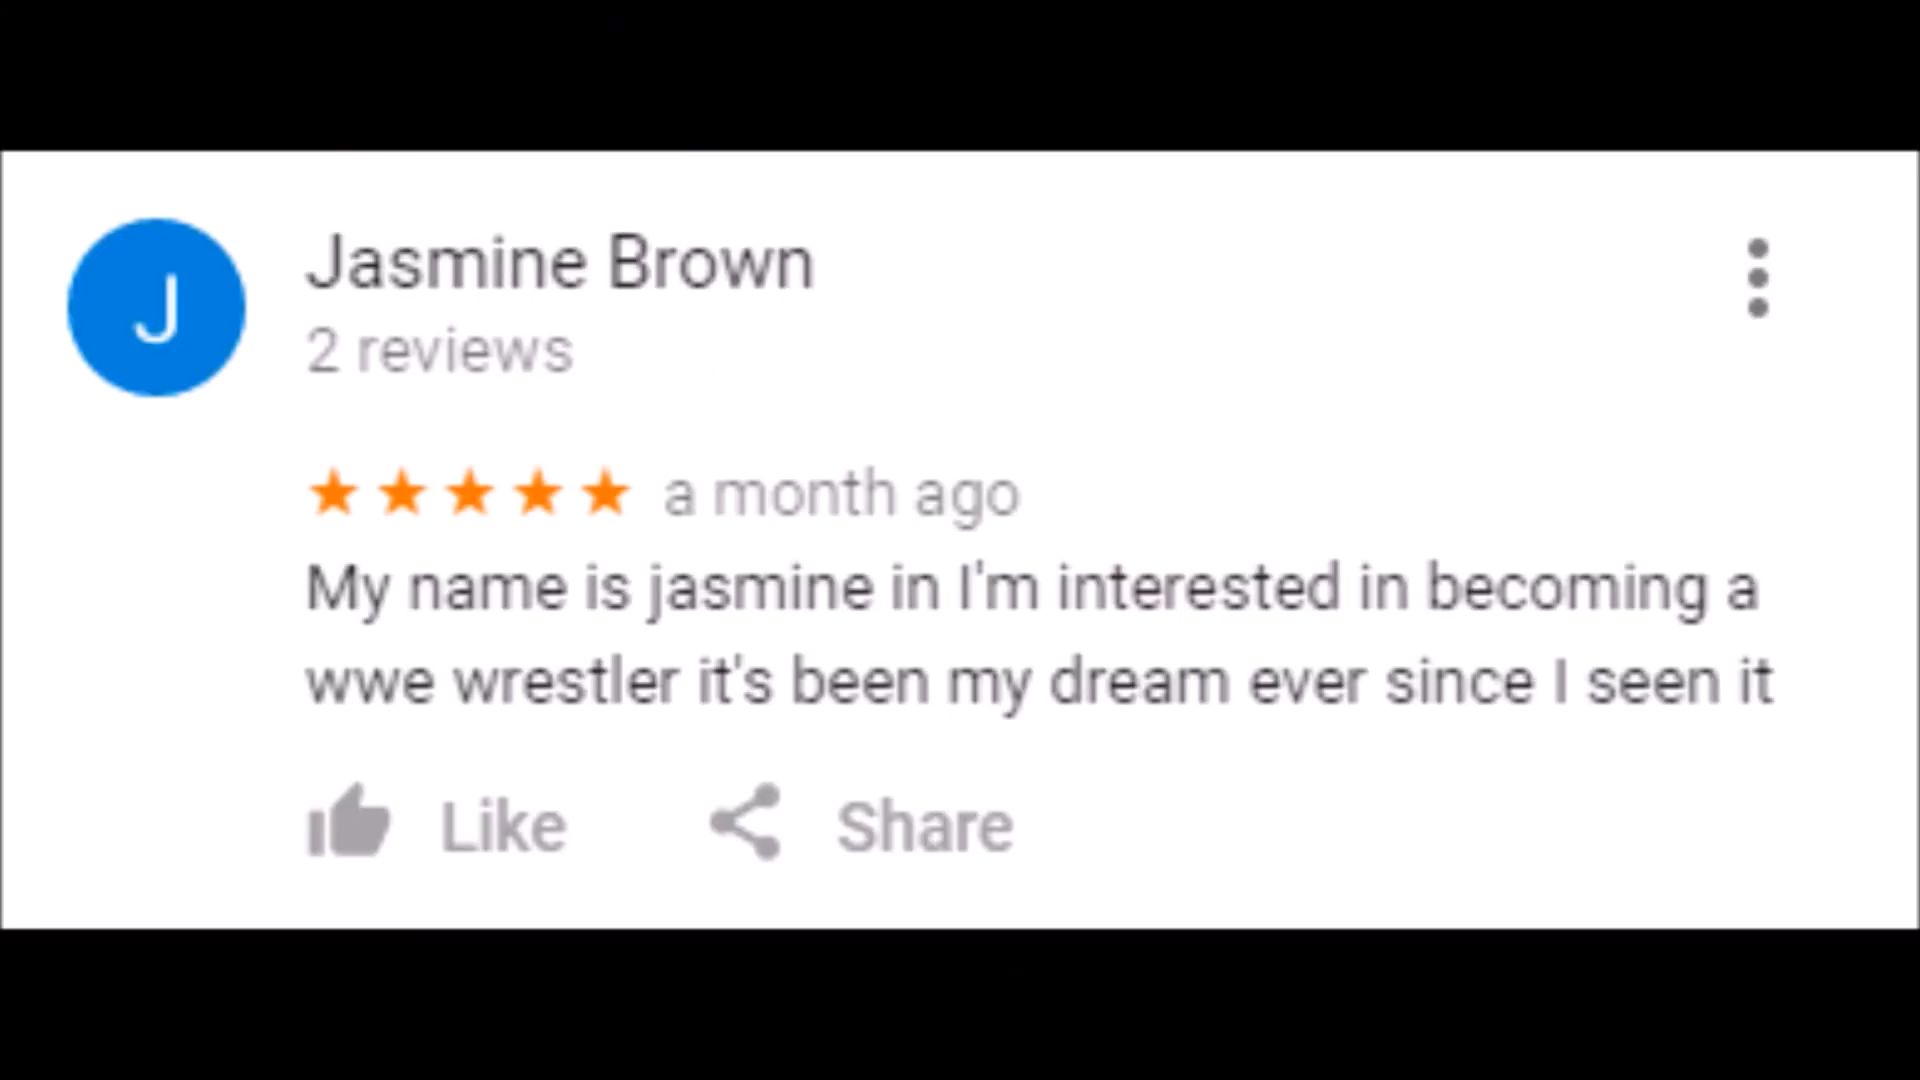 J
Jasmine Brown
2 reviews
a month ago
My name is jasmine in I'm interested in becoming a
wwe wrestler it's been my dream ever since I seen it
Like
Share